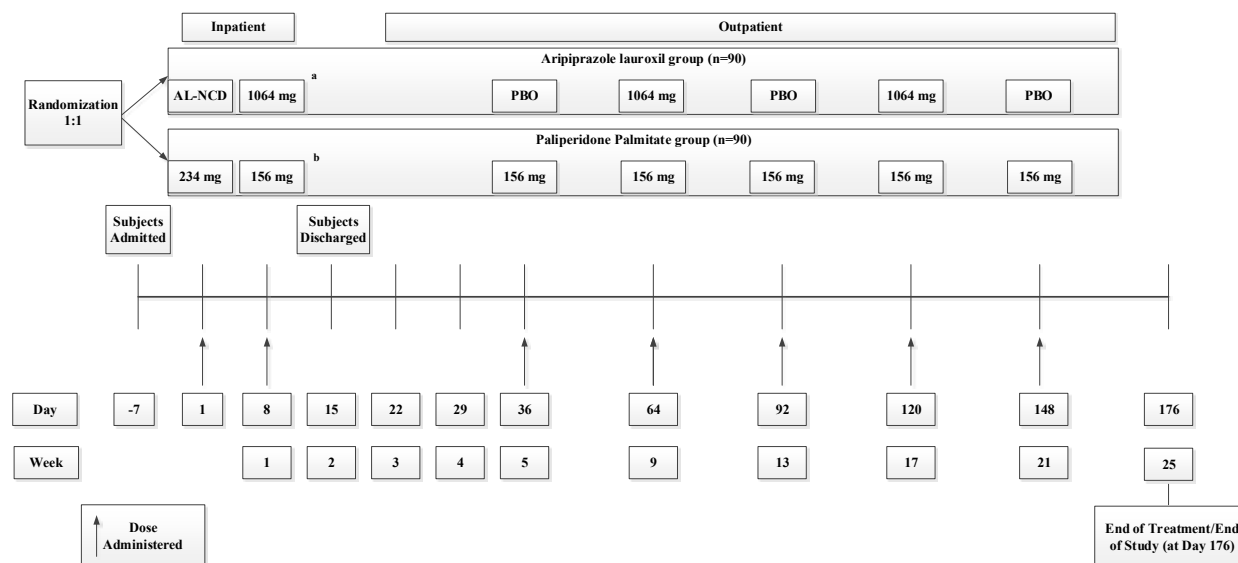 Inpatient
Outpatient
Aripiprazole lauroxil group (n=90)
Randomization
1:1
AL-NCD
1064 mg
a
PBO
1064 mg
PBO
1064 mg
PBO
Paliperidone Palmitate group (n=90)
234 mg
156 mg
b
156 mg
156 mg
156 mg
156 mg
156 mg
Subjects
Admitted
Subjects
Discharged
Day
-7
1
8
15
22
29
36
64
92
120
148
176
Week
1
2
3
4
5
9
13
17
21
25
Dose
Administered
End of Treatment/End
of Study (at Day 176)